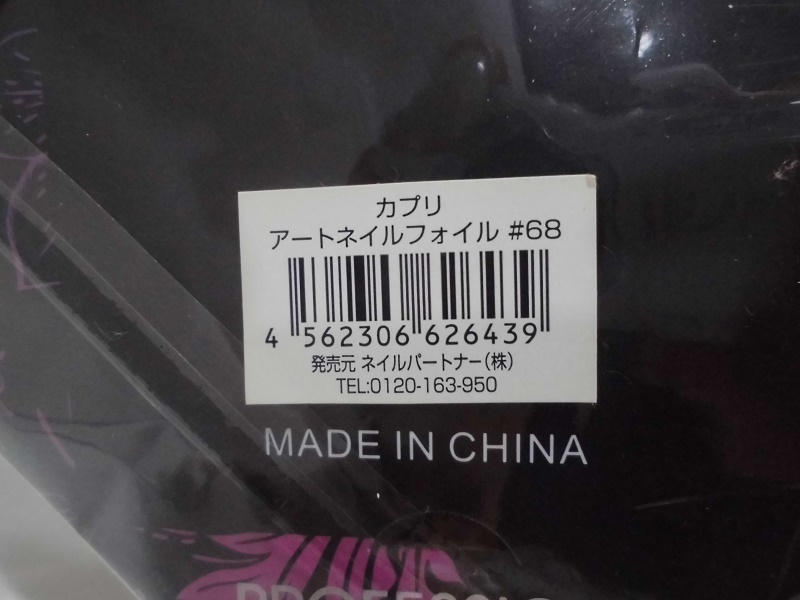 カプリ
アートネイルフォイル #68
4 562306 626439
発売元 ネイルパートナー(株)
TEL:0120-163-950
MADE IN CHINA